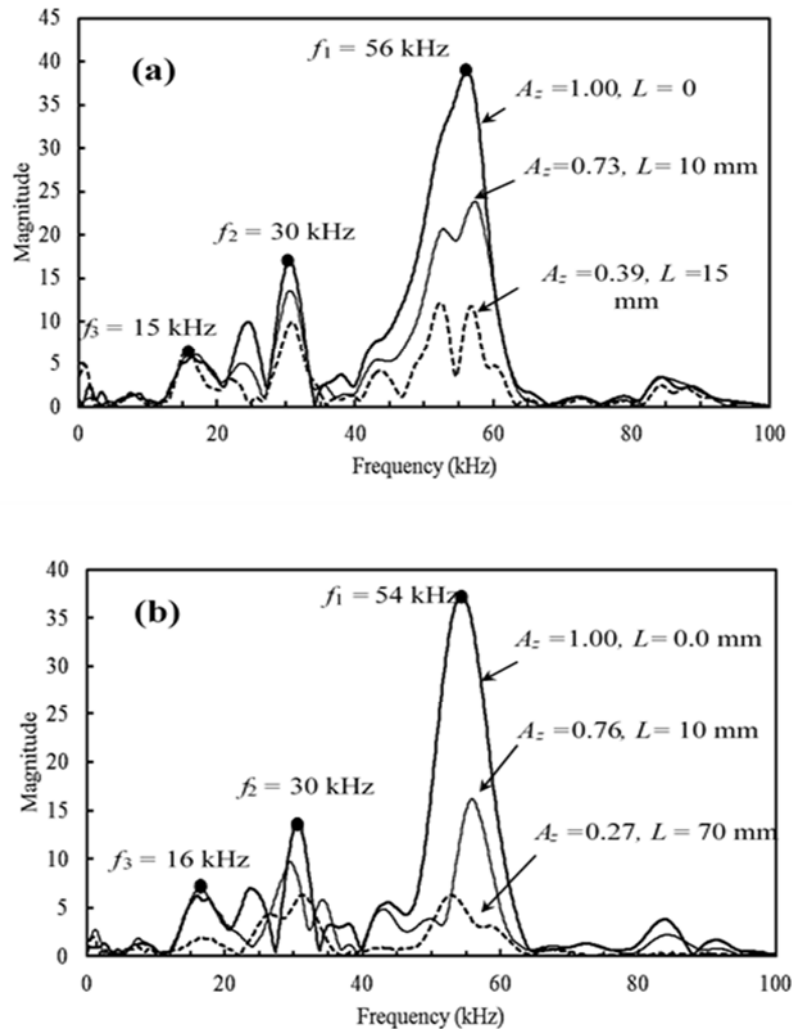 (a)
f1 = 56 kHz
Az =1.00, L = 0
Az=0.73, L= 10 mm
f2 = 30 kHz
Az =0.39, L =15
mm
f3 = 15 kHz
Magnitude
45
40
35
30
25
20
15
10
5
0
0 20 40 60 80 100
Frequency (kHz)
(b)
f1 = 54 kHz
Az =1.00, L= 0.0 mm
Az =0.76, L= 10 mm
f2 = 30 kHz
Az =0.27, L = 70 mm
f3 = 16 kHz
Magnitude
40
35
30
25
20
15
10
5
0
0 20 40 60 80 100
Frequency (kHz)